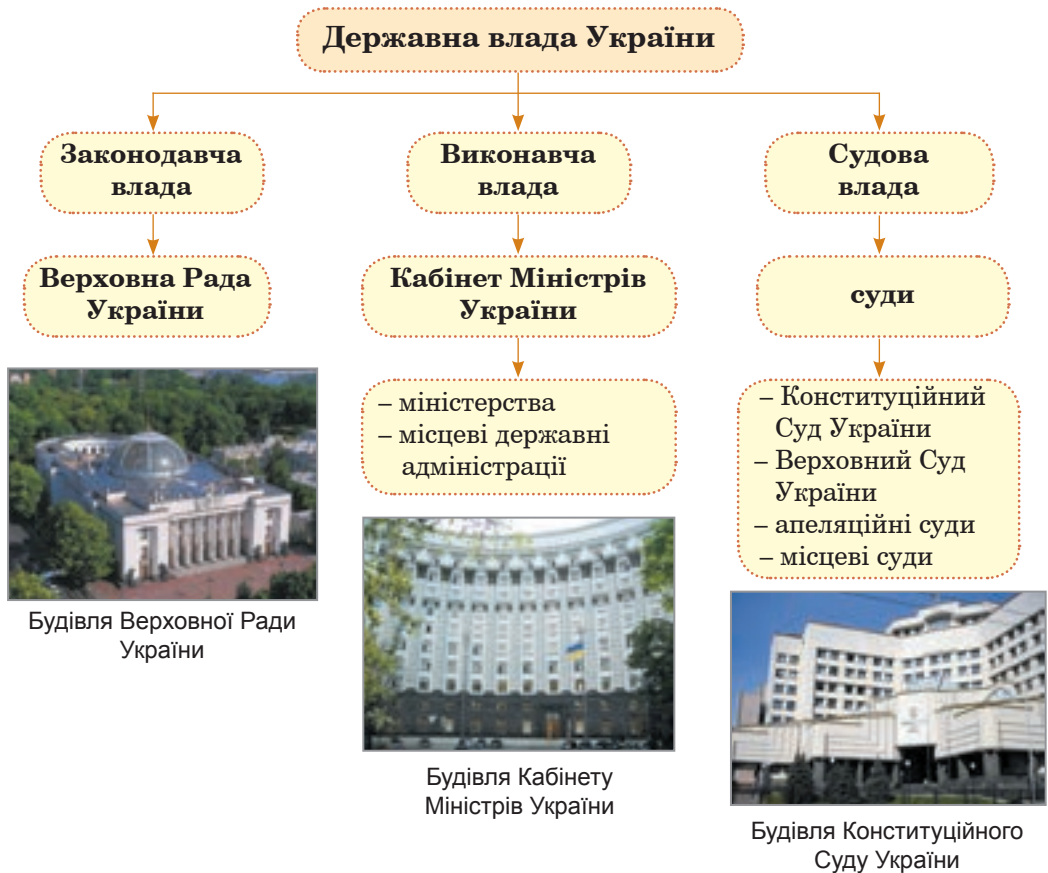 Державна влада України
Законодавча
влада
Верховна Рада
України
Будівля Верховної Ради
України
Виконавча
влада
Кабінет Міністрів
України
– міністерства
– місцеві державні
адміністрації
Будівля Кабінету
Міністрів України
Судова
влада
суди
– Конституційний
Суд України
– Верховний Суд
України
– апеляційні суди
– місцеві суди
Будівля Конституційного
Суду України